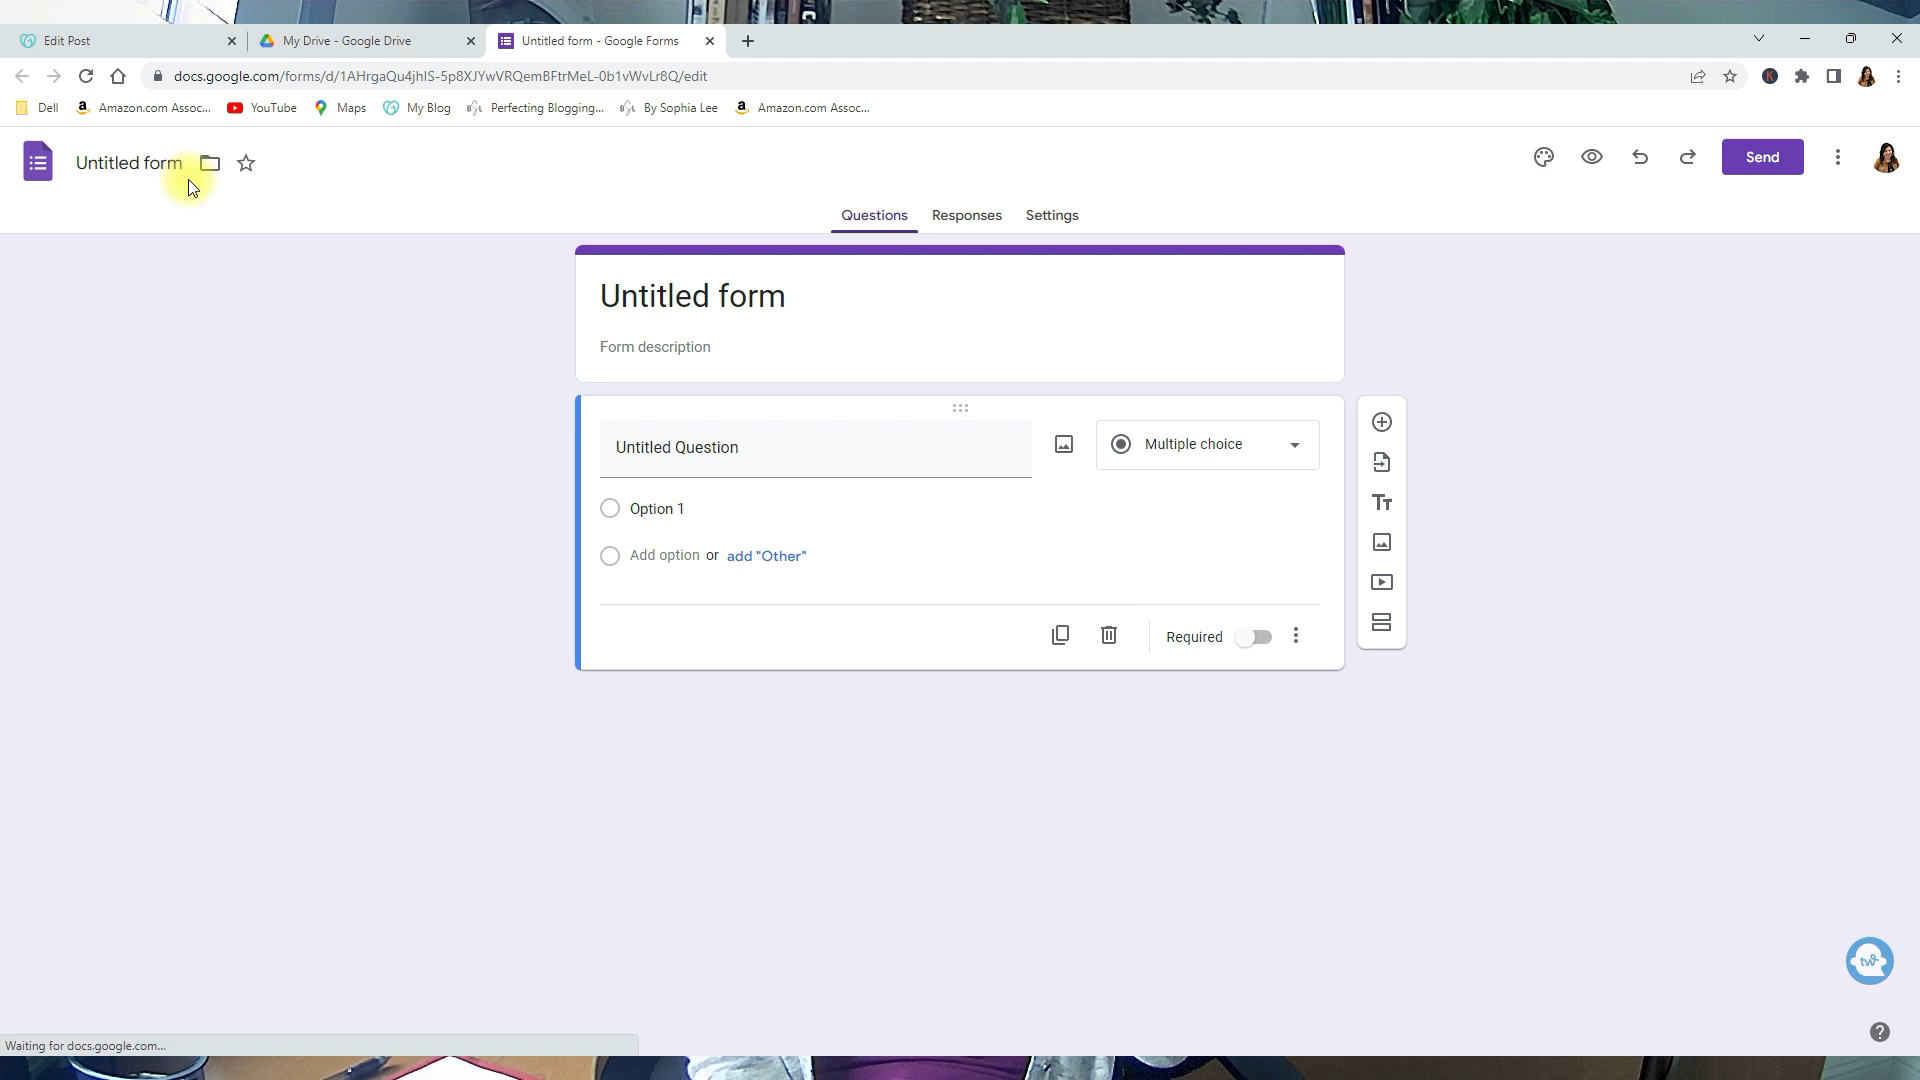 Edit Post
My Drive - Google Drive
Untitled form - Google Forms
docs.google.com/forms/d/1AHrgaQu4jhIS-5p8XJYwVRQemBFtrMeL-0b1vWvLr8Q/edit
K
Dell
Amazon.com Assoc...
YouTube
Maps
My Blog
Perfecting Blogging...
By Sophia Lee
Amazon.com Assoc...
Untitled form
Send
Questions
Responses
Settings
Untitled form
Form description
Untitled Question
Multiple choice
Option 1
Add option or add "Other"
Required
tw
Waiting for docs.google.com...